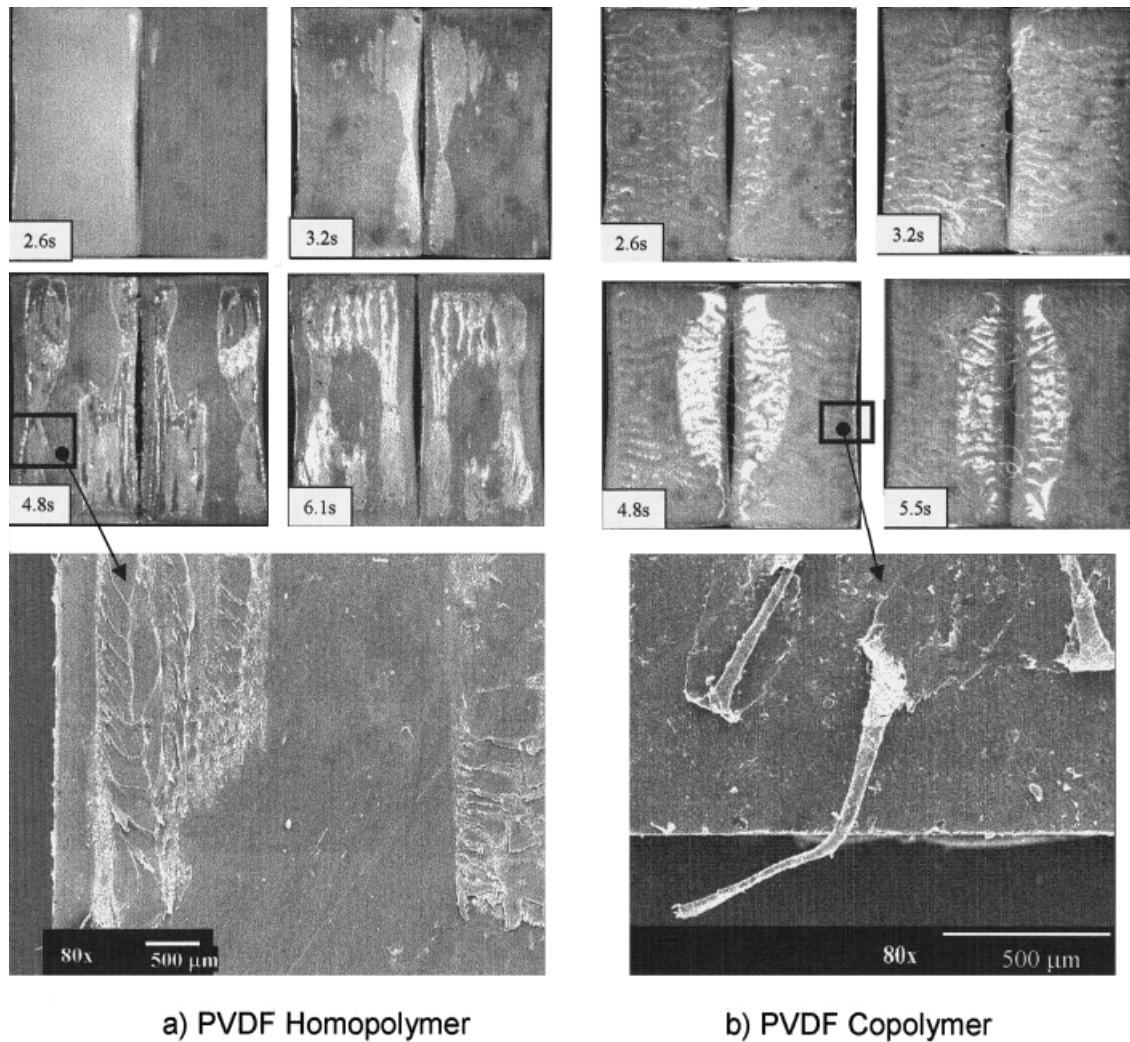 2.6s
3.2s
2.6s
3.2s
4.8s
6.1s
4.8s
5.5s
80x
500 μm
80x
500 μm
a) PVDF Homopolymer
b) PVDF Copolymer